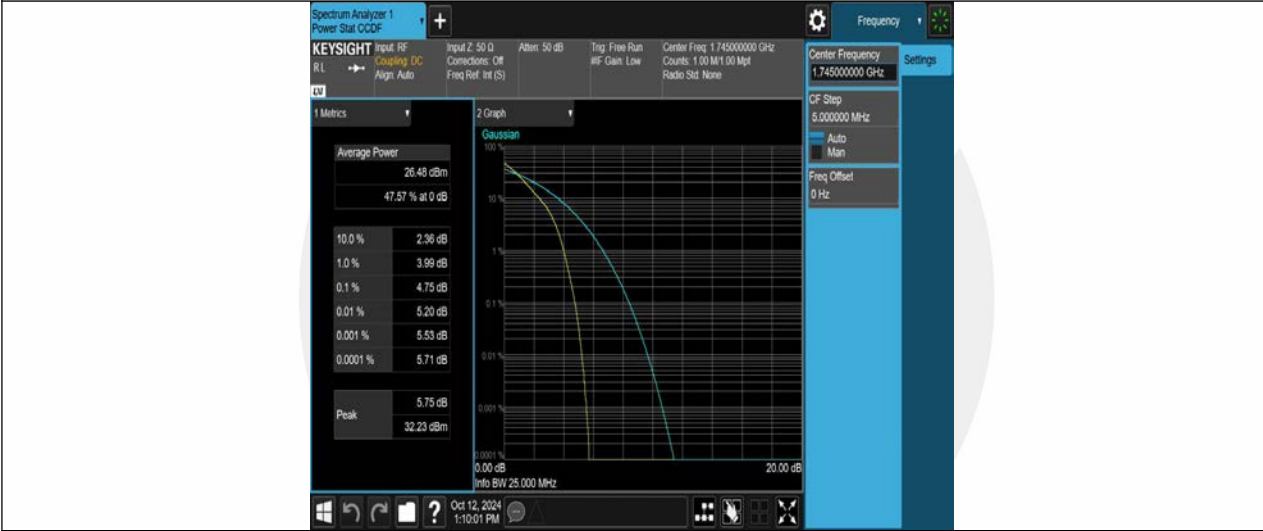 Spectrum Analyzer 1
Power Stat CCDF
+
Frequency
KEYSIGHT
RL
LV
Input: RF
Coupling: DC
Align: Auto
Input Z: 50 Ω
Corrections: Off
Freq Ref: Int (S)
Atten: 50 dB
Trig: Free Run
#IF Gain: Low
Center Freq: 1.745000000 GHz
Counts: 1.00 M/1.00 Mpt
Radio Std: None
Center Frequency
1.745000000 GHz
Settings
CF Step
5.000000 MHz
Auto
Man
Freq Offset
0 Hz
1 Metrics
Average Power
26.48 dBm
47.57 % at 0 dB
10.0 % 2.36 dB
1.0 % 3.99 dB
0.1 % 4.75 dB
0.01 % 5.20 dB
0.001 % 5.53 dB
0.0001 % 5.71 dB
Peak
5.75 dB
32.23 dBm
2 Graph
Gaussian
100 %
10 %
1 %
0.1 %
0.01 %
0.001 %
0.0001 %
0.00 dB 20.00 dB
Info BW 25.000 MHz
?
Oct 12, 2024
1:10:01 PM